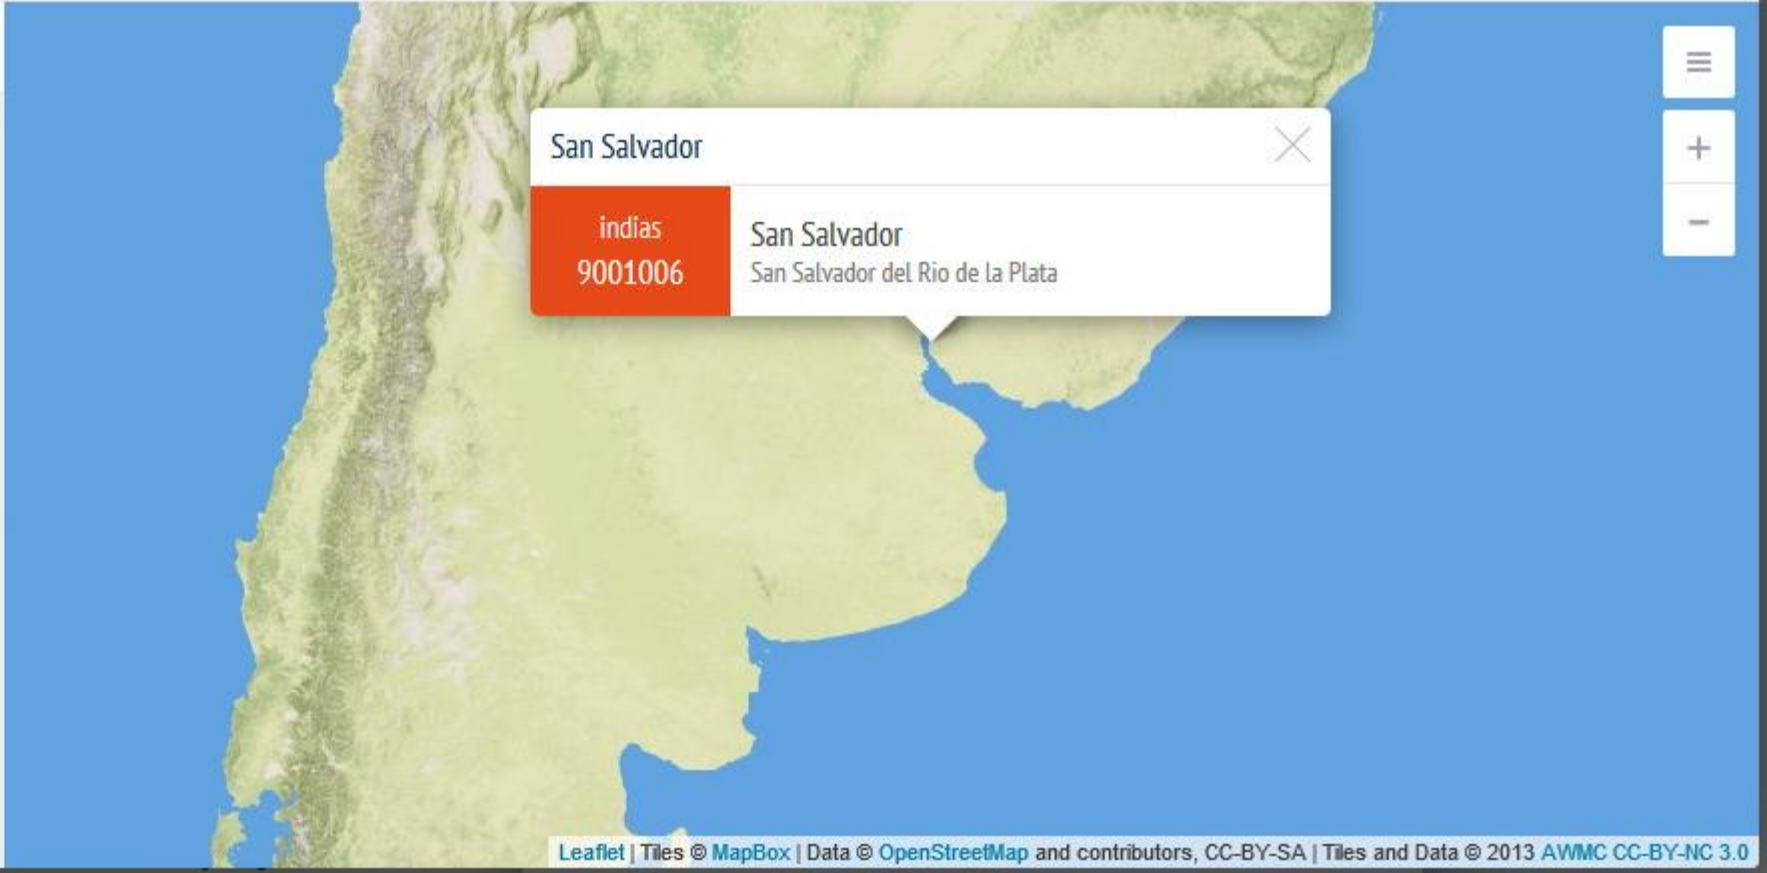 San Salvador
indias
9001006
San Salvador
San Salvador del Rio de la Plata
Leaflet | Tiles © MapBox | Data © OpenStreetMap and contributors, CC-BY-SA | Tiles and Data © 2013 AWMC CC-BY-NC 3.0